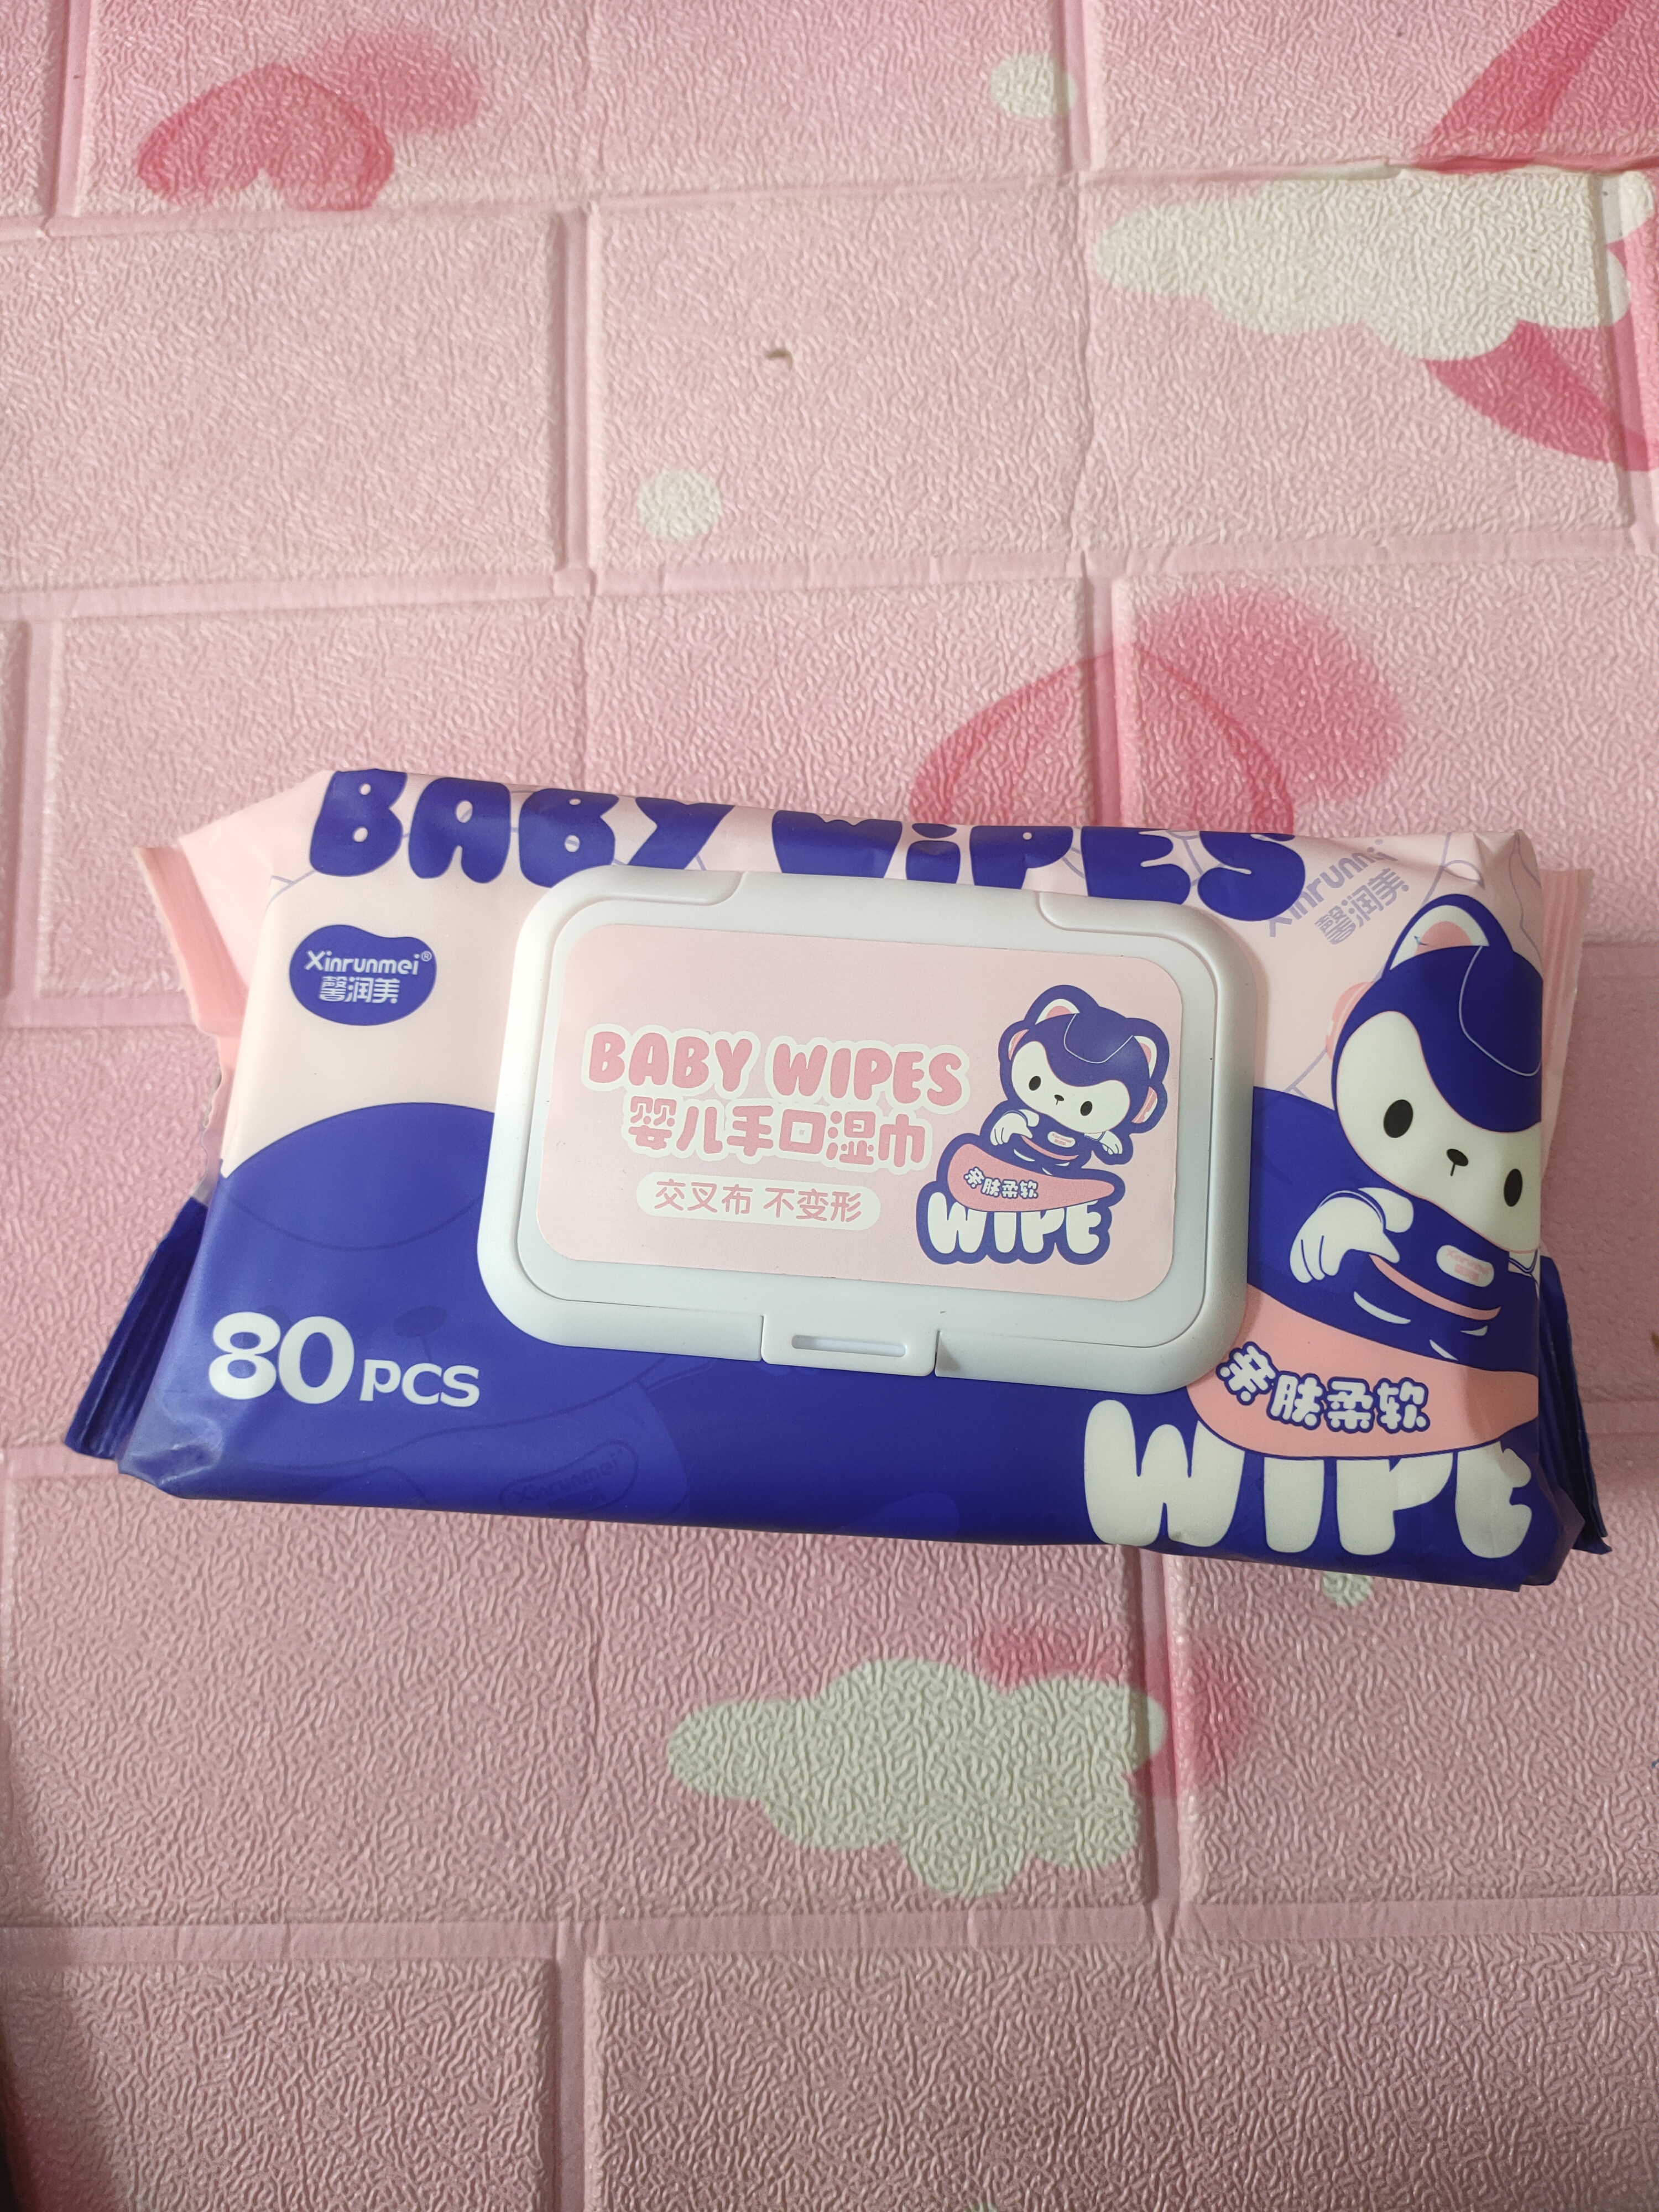 BABY WIPES
Xinrunmei®
馨润美
Xinrunmei®
馨润美
BABY WIPES
婴儿手口湿巾
交叉布 不变形
亲肤柔软
WIPE
80PCS
亲肤柔软
WIPE
Xinrunmei